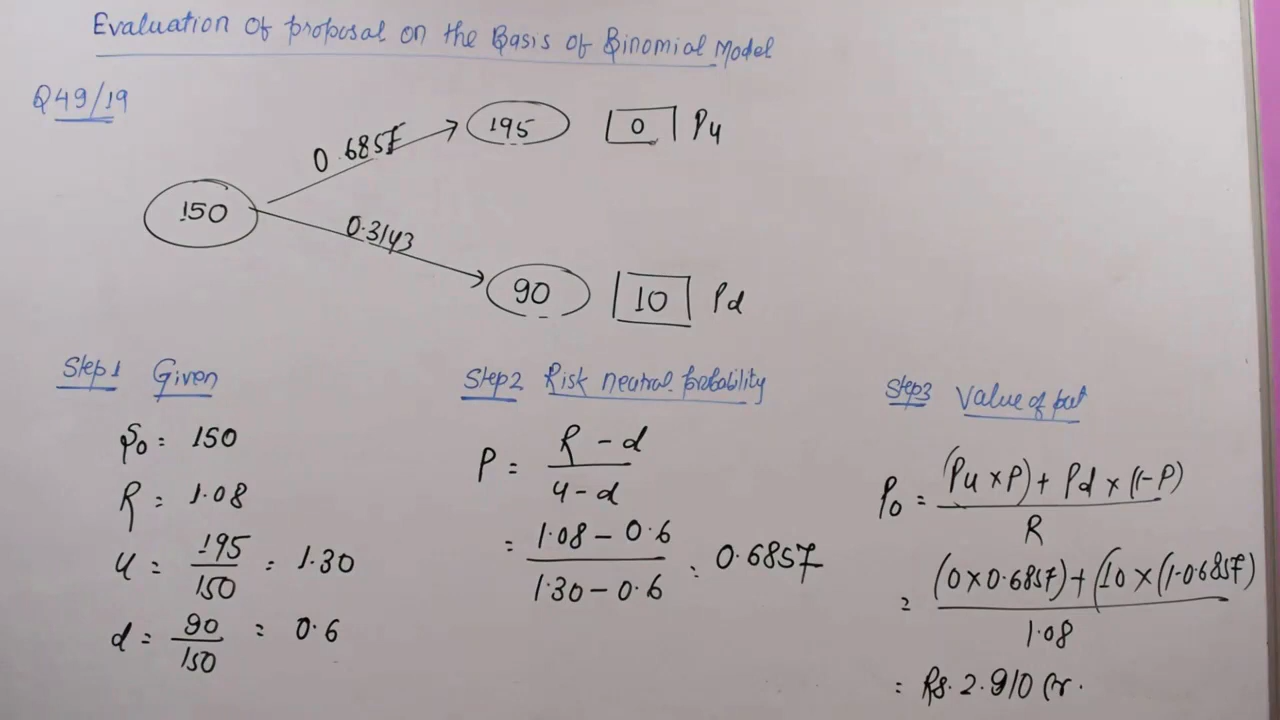 Evaluation of proposal on the Basis of Binomial Model
Q49/19
0.6857
195
0
Pu
150
0.3143
90
10
Pd
Step1 Given
S0 = 150
R = 1.08
u = 195/150 = 1.30
d = 90/150 = 0.6
Step2 Risk neutral probability
P = R - d / u - d
= 1.08 - 0.6 / 1.30 - 0.6 = 0.6857
Step3 Value of put
P0 = (Pu × P) + Pd × (1-P) / R
= (0 × 0.6857) + (10 × (1-0.6857) / 1.08
= Rs. 2.910 Cr.